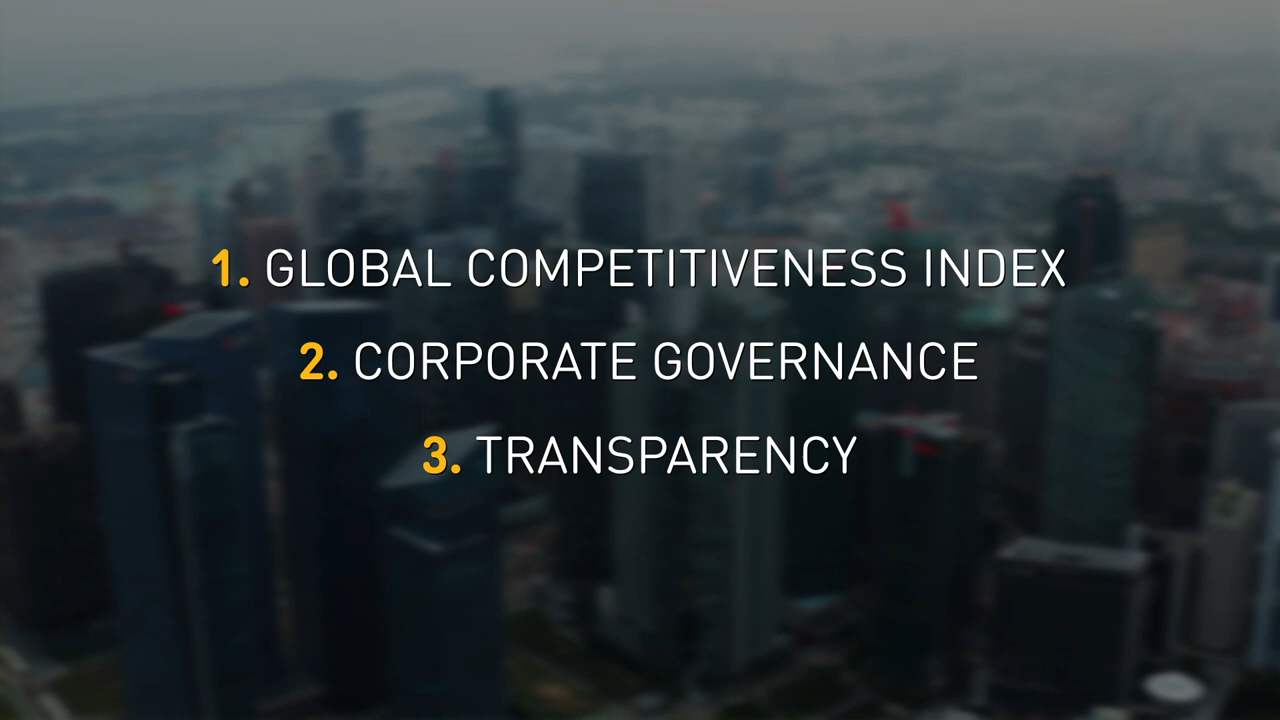 1. GLOBAL COMPETITIVENESS INDEX
2. CORPORATE GOVERNANCE
3. TRANSPARENCY